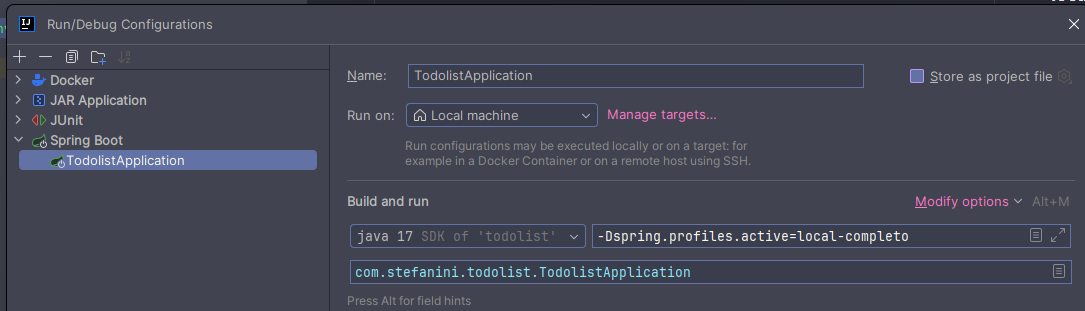 Run/Debug Configurations
Docker
JAR Application
JUnit
Spring Boot
TodolistApplication
Name: TodolistApplication
Store as project file
Run on: Local machine Manage targets...
Run configurations may be executed locally or on a target: for
example in a Docker Container or on a remote host using SSH.
Build and run
Modify options Alt+M
java 17 SDK of 'todolist' -Dspring.profiles.active=local-completo
com.stefanini.todolist.TodolistApplication
Press Alt for field hints